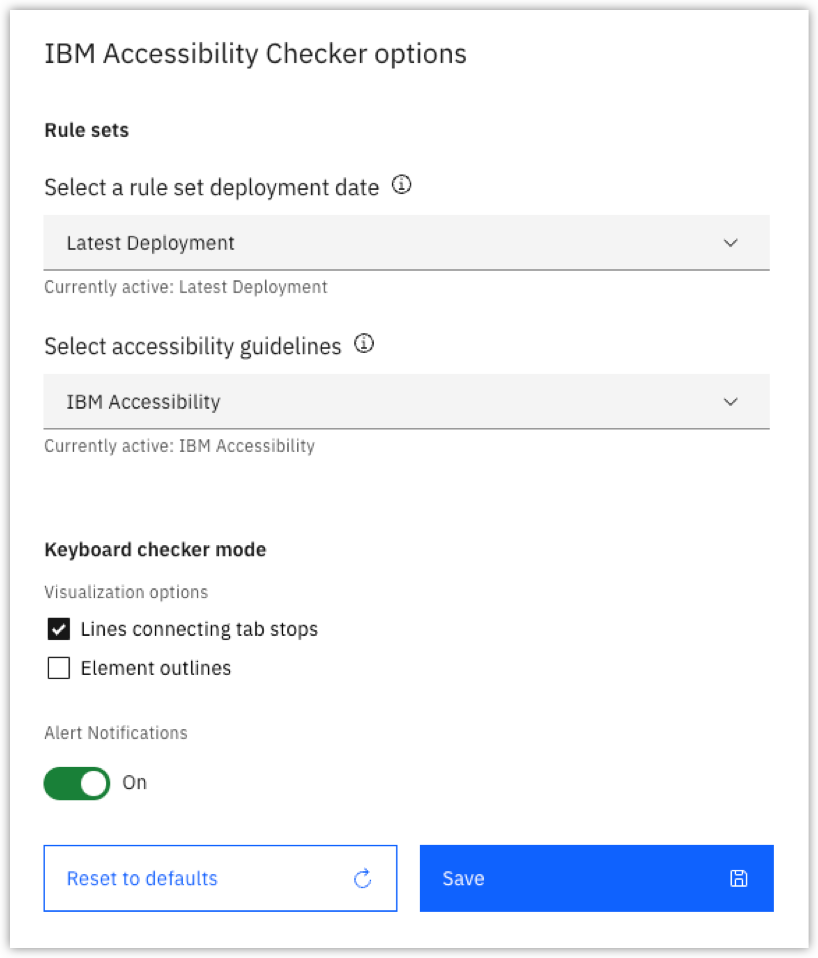 IBM Accessibility Checker options
Rule sets
Select a rule set deployment date
Latest Deployment
Currently active: Latest Deployment
Select accessibility guidelines
IBM Accessibility
Currently active: IBM Accessibility
Keyboard checker mode
Visualization options
Lines connecting tab stops
Element outlines
Alert Notifications
On
Reset to defaults
Save